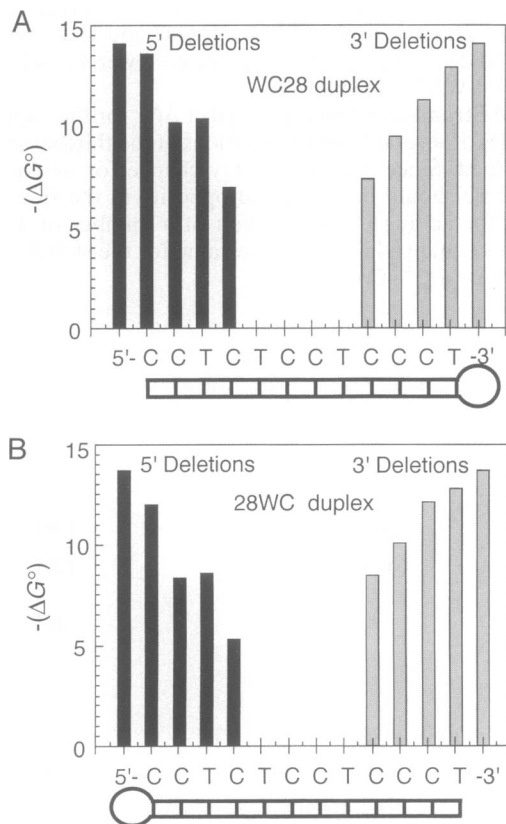 A
15
10
5
0
-(ΔG°)
5' Deletions
3' Deletions
WC28 duplex
5'- C C T C T C C T C C C T -3'
B
15
10
5
0
-(ΔG°)
5' Deletions
3' Deletions
28WC duplex
5'- C C T C T C C T C C C T -3'